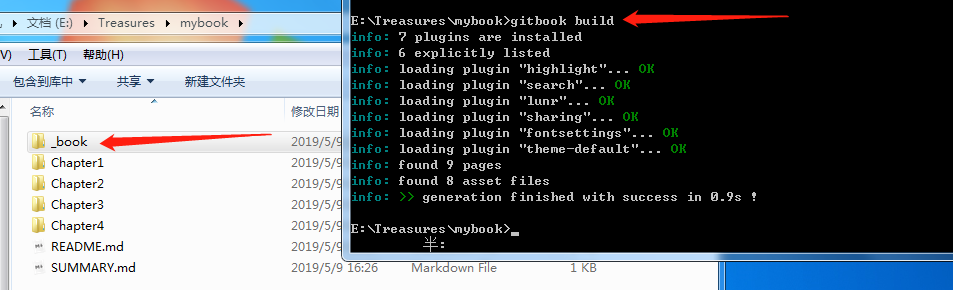 文档 (E:) ▸ Treasures ▸ mybook ▸
(V) 工具(T) 帮助(H)
包含到库中 ▾ 共享 ▾ 新建文件夹
名称 修改日期
_book 2019/5/9
Chapter1 2019/5/9
Chapter2 2019/5/9
Chapter3 2019/5/9
Chapter4 2019/5/9
README.md 2019/5/9
SUMMARY.md 2019/5/9 16:26 Markdown File 1 KB
E:\Treasures\mybook>gitbook build
info: 7 plugins are installed
info: 6 explicitly listed
info: loading plugin "highlight"... OK
info: loading plugin "search"... OK
info: loading plugin "lunr"... OK
info: loading plugin "sharing"... OK
info: loading plugin "fontsettings"... OK
info: loading plugin "theme-default"... OK
info: found 9 pages
info: found 8 asset files
info: >> generation finished with success in 0.9s !
E:\Treasures\mybook>_
半: